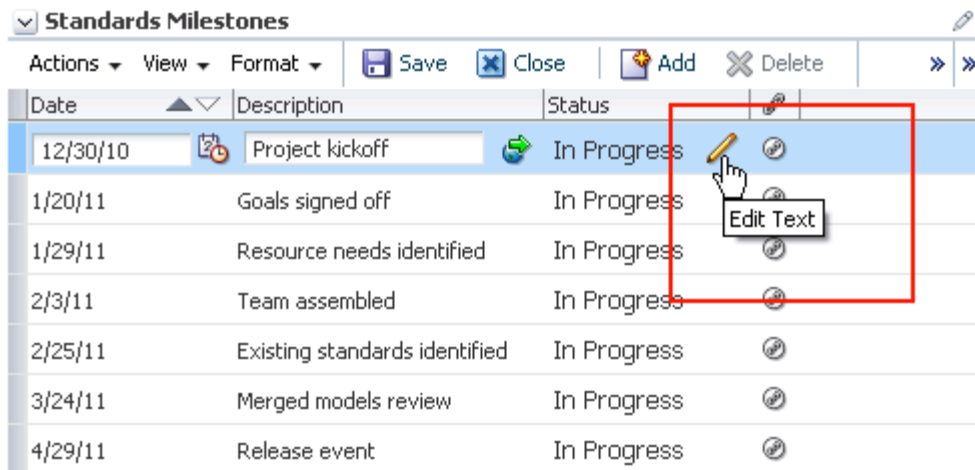 Standards Milestones
Actions View Format Save Close Add Delete
Date Description Status
12/30/10 Project kickoff In Progress
1/20/11 Goals signed off In Progress
Edit Text
1/29/11 Resource needs identified In Progress
2/3/11 Team assembled In Progress
2/25/11 Existing standards identified In Progress
3/24/11 Merged models review In Progress
4/29/11 Release event In Progress